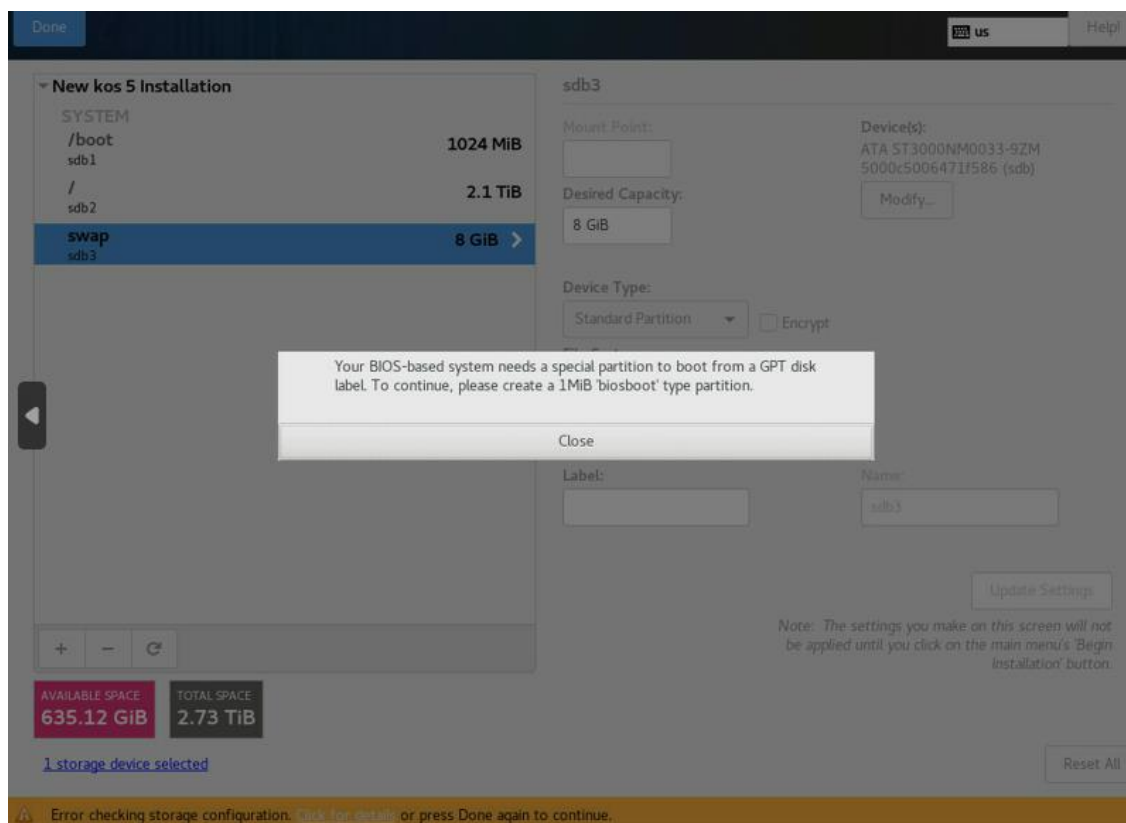 Done
us
Help!
New kos 5 Installation
sdb3
SYSTEM
/boot
1024 MiB
sdb1
/
2.1 TiB
sdb2
swap
8 GiB
sdb3
Mount Point:
Device(s):
ATA ST3000NM0033-9ZM
5000c5006471f586 (sdb)
Modify...
Desired Capacity:
8 GiB
Device Type:
Standard Partition
Encrypt
Your BIOS-based system needs a special partition to boot from a GPT disk
label. To continue, please create a 1MiB 'biosboot' type partition.
Close
Label:
Name:
sdb3
Update Settings
Note: The settings you make on this screen will not
be applied until you click on the main menu's 'Begin
Installation' button.
AVAILABLE SPACE
635.12 GiB
TOTAL SPACE
2.73 TiB
1 storage device selected
Reset All
Error checking storage configuration. Click for details or press Done again to continue.